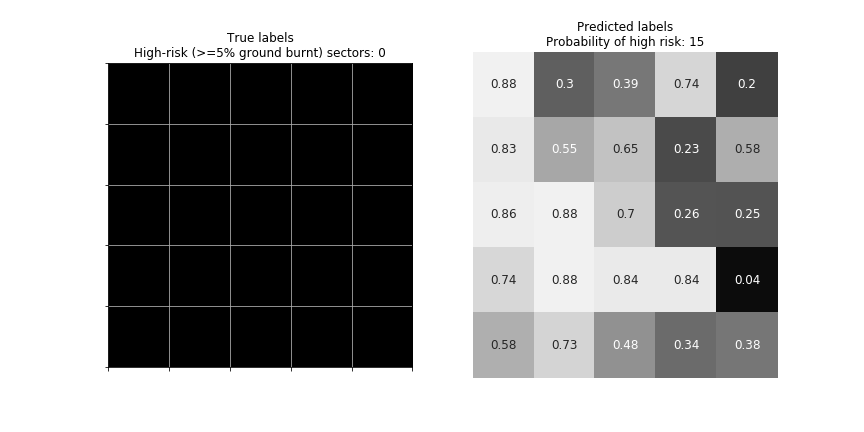 True labels
High-risk (>=5% ground burnt) sectors: 0
Predicted labels
Probability of high risk: 15
0.88 0.3 0.39 0.74 0.2
0.83 0.55 0.65 0.23 0.58
0.86 0.88 0.7 0.26 0.25
0.74 0.88 0.84 0.84 0.04
0.58 0.73 0.48 0.34 0.38